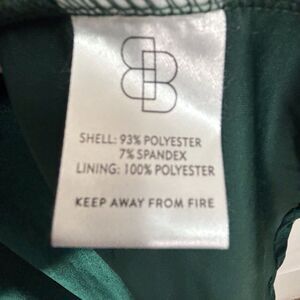 SHELL: 93% POLYESTER
7% SPANDEX
LINING: 100% POLYESTER
KEEP AWAY FROM FIRE